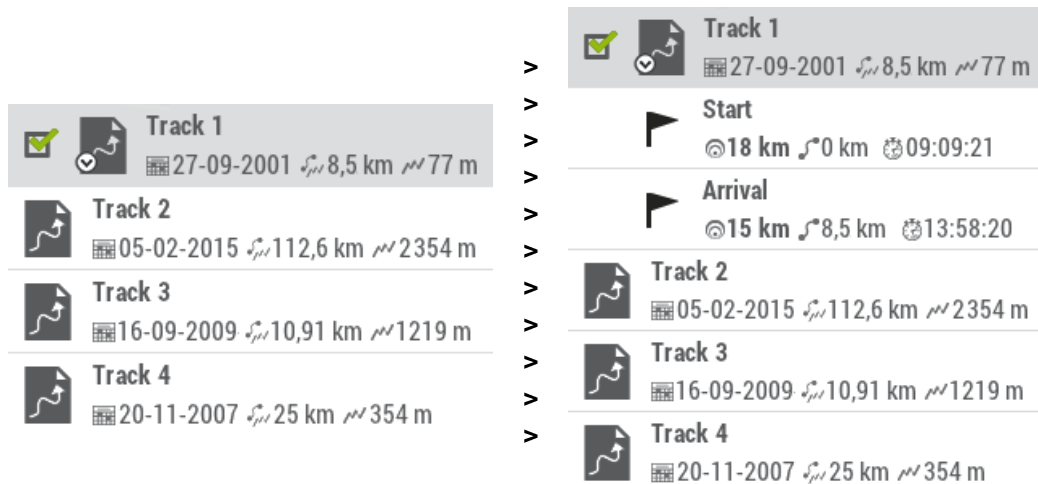 Track 1
27-09-2001 8,5 km 77 m
Track 2
05-02-2015 112,6 km 2354 m
Track 3
16-09-2009 10,91 km 1219 m
Track 4
20-11-2007 25 km 354 m
>
>
>
>
>
>
>
>
>
>
>
Track 1
27-09-2001 8,5 km 77 m
Start
18 km 0 km 09:09:21
Arrival
15 km 8,5 km 13:58:20
Track 2
05-02-2015 112,6 km 2354 m
Track 3
16-09-2009 10,91 km 1219 m
Track 4
20-11-2007 25 km 354 m